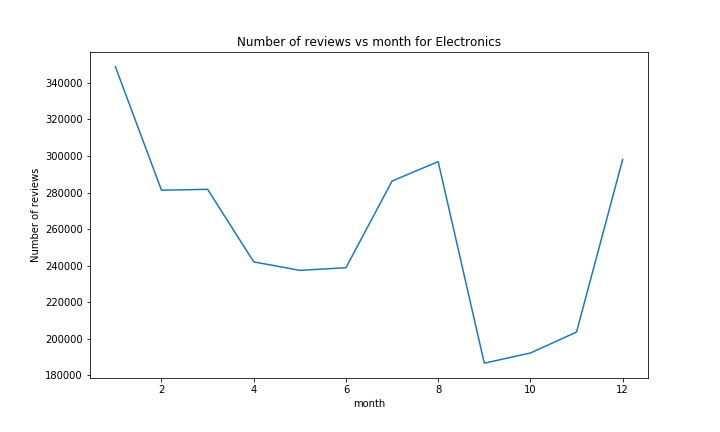 Number of reviews vs month for Electronics
340000
320000
300000
280000
260000
240000
220000
200000
180000
Number of reviews
2 4 6 8 10 12
month